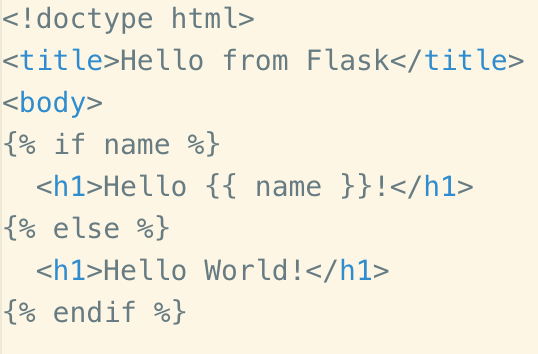 <!doctype html>
<title>Hello from Flask</title>
<body>
{% if name %}
  <h1>Hello {{ name }}!</h1>
{% else %}
  <h1>Hello World!</h1>
{% endif %}